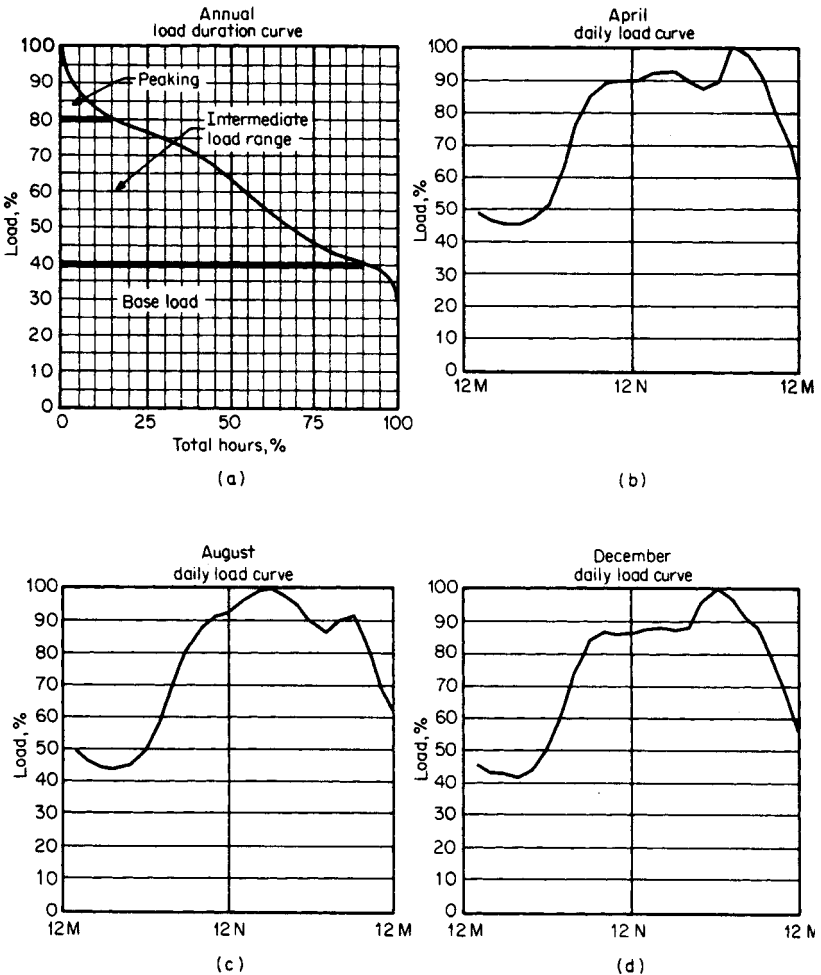 Annual
load duration curve
100
90
80
70
60
50
40
30
20
10
0
Load, %
Peaking
Intermediate
load range
Base load
0
25
50
75
100
Total hours, %
(a)
April
daily load curve
100
90
80
70
60
50
40
30
20
10
0
Load, %
12 M
12 N
12 M
(b)
August
daily load curve
100
90
80
70
60
50
40
30
20
10
0
Load, %
12 M
12 N
12 M
(c)
December
daily load curve
100
90
80
70
60
50
40
30
20
10
0
Load, %
12 M
12 N
12 M
(d)